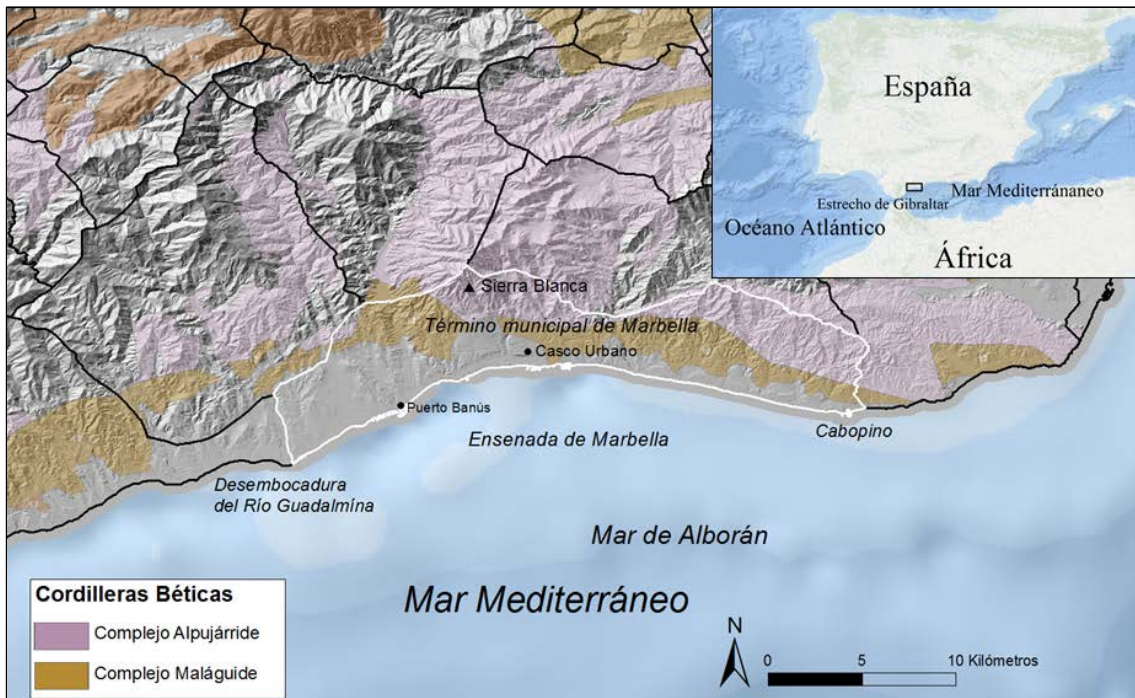 España
Mar Mediterránaneo
Estrecho de Gibraltar
Océano Atlántico
África
Sierra Blanca
Término municipal de Marbella
Casco Urbano
Puerto Banús
Ensenada de Marbella
Cabopino
Desembocadura
del Río Guadalmína
Mar de Alborán
Mar Mediterráneo
Cordilleras Béticas
Complejo Alpujárride
Complejo Maláguide
N
0 5 10 Kilómetros